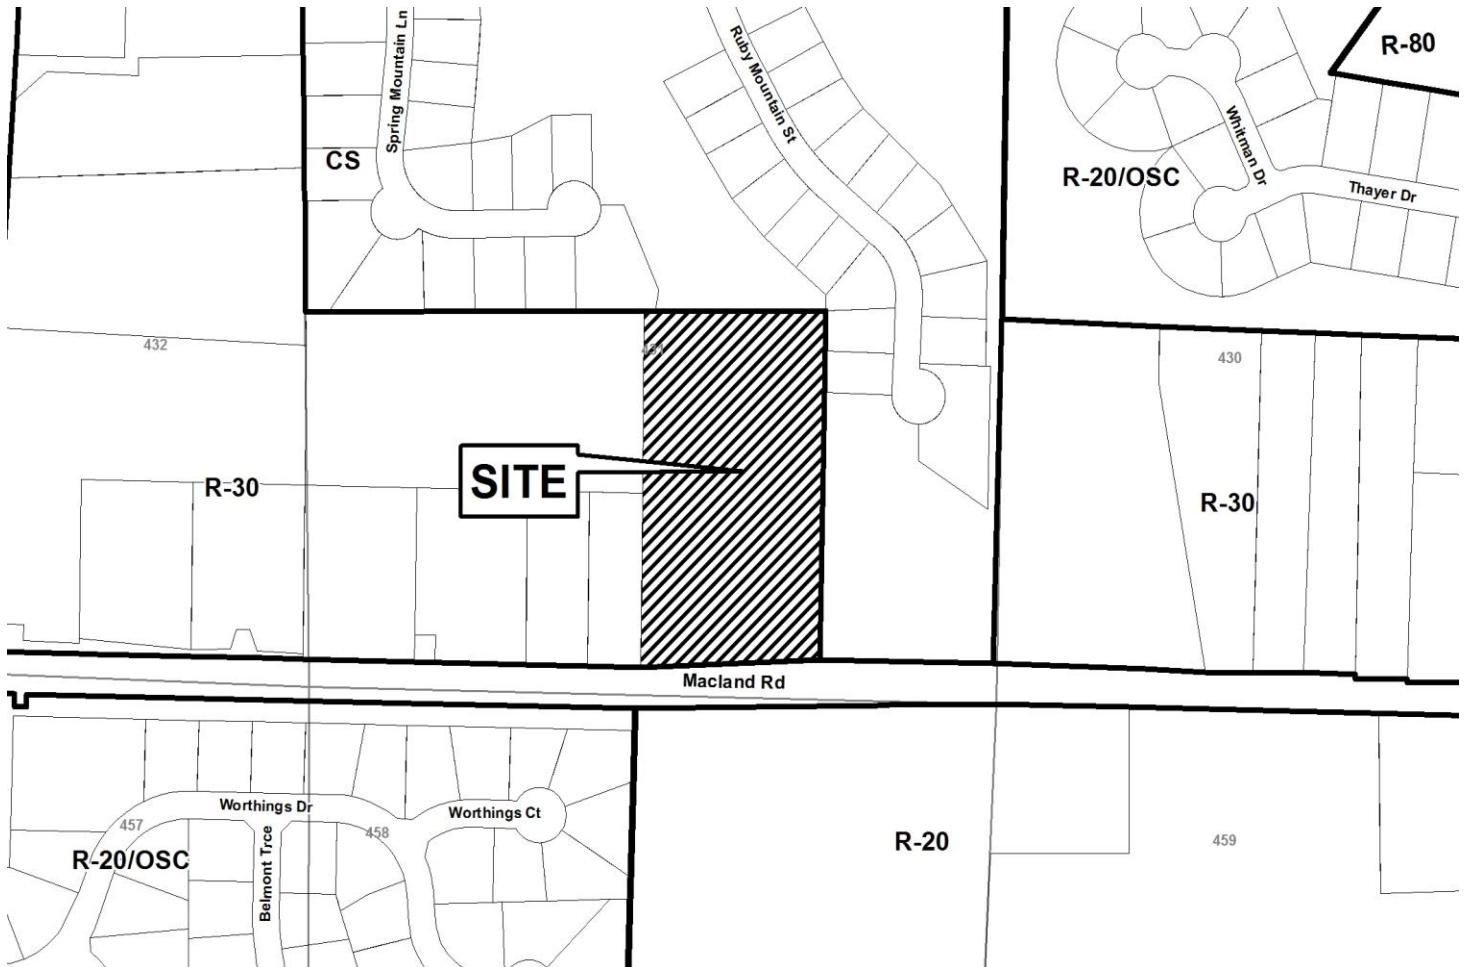 R-80
Spring Mountain Ln
Ruby Mountain St
Whitman Dr
CS
R-20/OSC
Thayer Dr
432
431
430
SITE
R-30
R-30
Macland Rd
Worthings Dr
Worthings Ct
457
458
R-20
459
R-20/OSC
Belmont Trce